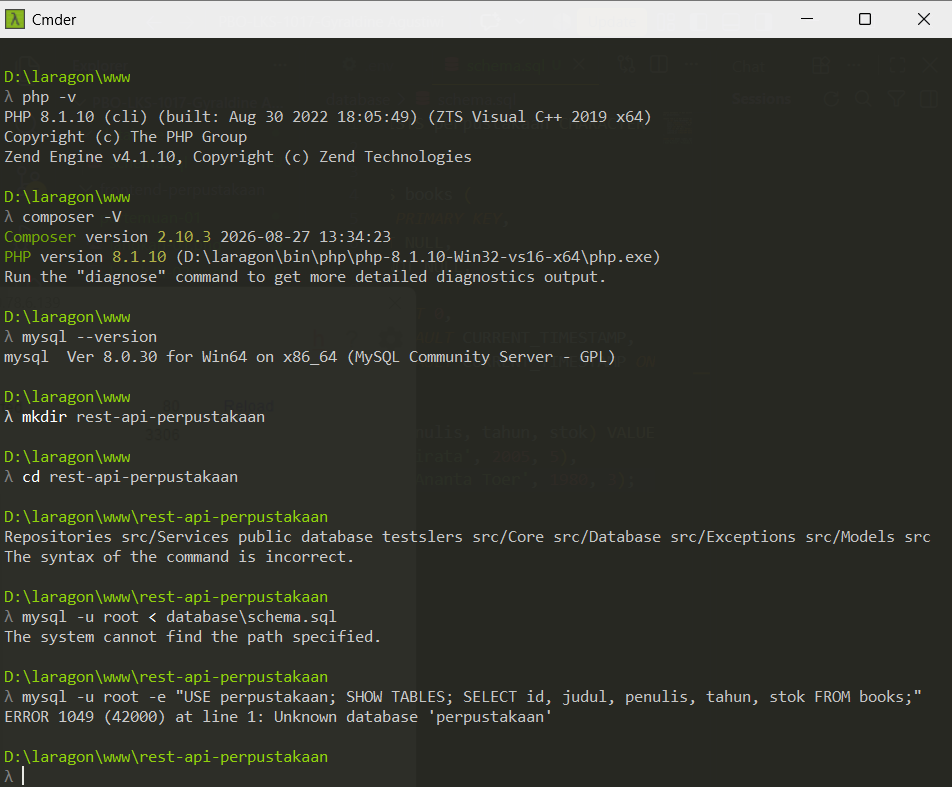 Cmder
D:\laragon\www
λ php -v
PHP 8.1.10 (cli) (built: Aug 30 2022 18:05:49) (ZTS Visual C++ 2019 x64)
Copyright (c) The PHP Group
Zend Engine v4.1.10, Copyright (c) Zend Technologies
D:\laragon\www
λ composer -V
Composer version 2.10.3 2026-08-27 13:34:23
PHP version 8.1.10 (D:\laragon\bin\php\php-8.1.10-Win32-vs16-x64\php.exe)
Run the "diagnose" command to get more detailed diagnostics output.
D:\laragon\www
λ mysql --version
mysql  Ver 8.0.30 for Win64 on x86_64 (MySQL Community Server - GPL)
D:\laragon\www
λ mkdir rest-api-perpustakaan
D:\laragon\www
λ cd rest-api-perpustakaan
D:\laragon\www\rest-api-perpustakaan
Repositories src/Services public database testslers src/Core src/Database src/Exceptions src/Models src
The syntax of the command is incorrect.
D:\laragon\www\rest-api-perpustakaan
λ mysql -u root < database\schema.sql
The system cannot find the path specified.
D:\laragon\www\rest-api-perpustakaan
λ mysql -u root -e "USE perpustakaan; SHOW TABLES; SELECT id, judul, penulis, tahun, stok FROM books;"
ERROR 1049 (42000) at line 1: Unknown database 'perpustakaan'
D:\laragon\www\rest-api-perpustakaan
λ